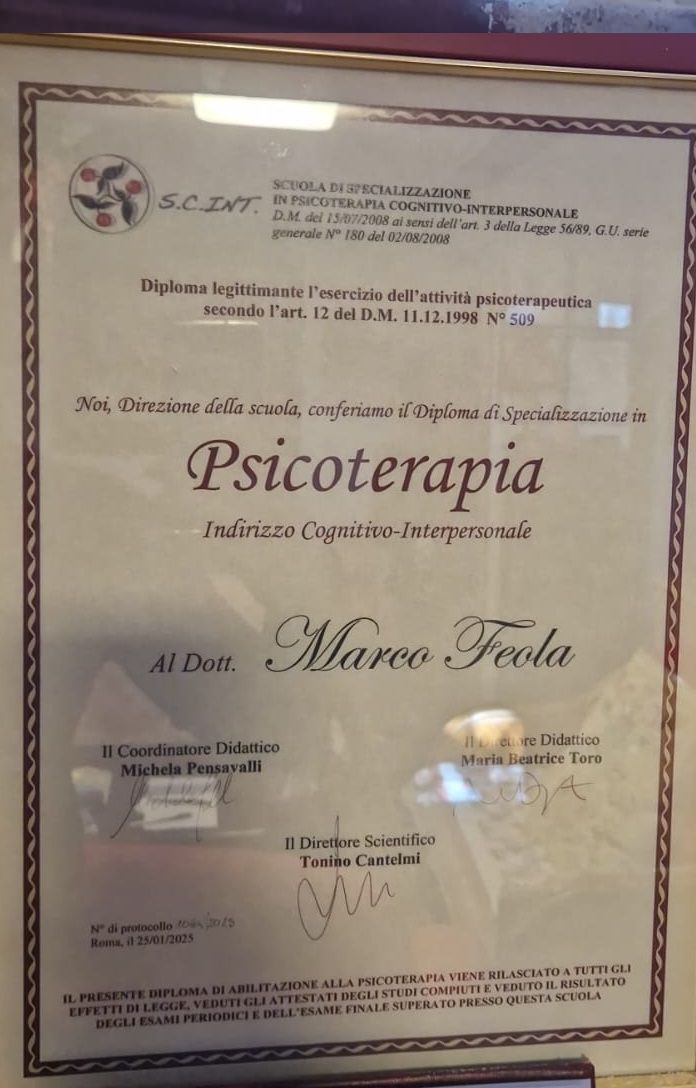 S.C.INT.
SCUOLA DI SPECIALIZZAZIONE
IN PSICOTERAPIA COGNITIVO-INTERPERSONALE
D.M. del 15/07/2008 ai sensi dell'art. 3 della Legge 56/89, G.U. serie
generale N° 180 del 02/08/2008
Diploma legittimante l'esercizio dell'attività psicoterapeutica
secondo l'art. 12 del D.M. 11.12.1998 N° 509
Noi, Direzione della scuola, conferiamo il Diploma di Specializzazione in
Psicoterapia
Indirizzo Cognitivo-Interpersonale
Al Dott. Marco Feola
Il Coordinatore Didattico
Michela Pensavalli
Il Direttore Didattico
Maria Beatrice Toro
Il Direttore Scientifico
Tonino Cantelmi
N° di protocollo
Roma, il 25/01/2025
IL PRESENTE DIPLOMA DI ABILITAZIONE ALLA PSICOTERAPIA VIENE RILASCIATO A TUTTI GLI
EFFETTI DI LEGGE, VEDUTI GLI ATTESTATI DEGLI STUDI COMPIUTI E VEDUTO IL RISULTATO
DEGLI ESAMI PERIODICI E DELL'ESAME FINALE SUPERATO PRESSO QUESTA SCUOLA